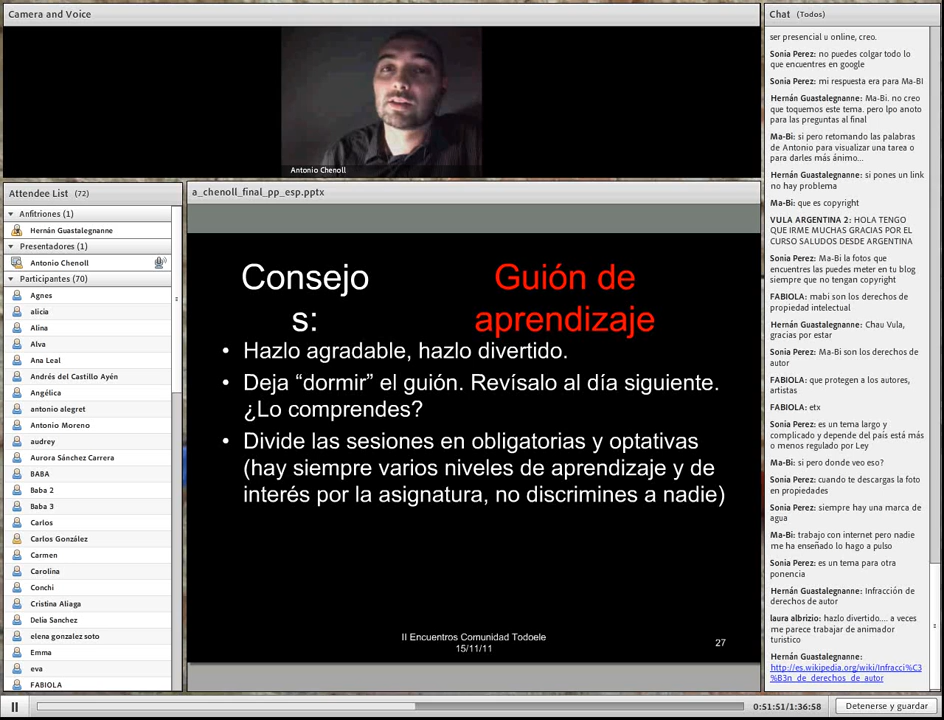 Camera and Voice
Antonio Chenoll
Attendee List (72)
Anfitriones (1)
Hernán Guastalegnanne
Presentadores (1)
Antonio Chenoll
Participantes (70)
Agnes
alicia
Alina
Alva
Ana Leal
Andrés del Castillo Ayén
Angélica
antonio alegret
Antonio Moreno
audrey
Aurora Sánchez Carrera
BABA
Baba 2
Baba 3
Carlos
Carlos González
Carmen
Carolina
Conchi
Cristina Aliaga
Delia Sanchez
elena gonzalez soto
Emma
eva
FABIOLA
a_chenoll_final_pp_esp.pptx
Consejo
s:
Guión de
aprendizaje
• Hazlo agradable, hazlo divertido.
• Deja “dormir” el guión. Revísalo al día siguiente.
¿Lo comprendes?
• Divide las sesiones en obligatorias y optativas
(hay siempre varios niveles de aprendizaje y de
interés por la asignatura, no discrimines a nadie)
II Encuentros Comunidad Todoele
15/11/11
27
Chat (Todos)
ser presencial u online, creo.
Sonia Perez: no puedes colgar todo lo
que encuentres en google
Sonia Perez: mi respuesta era para Ma-BI
Hernán Guastalegnanne: Ma-Bi. no creo
que toquemos este tema. pero lpo anoto
para las preguntas al final
Ma-Bi: si pero retomando las palabras
de Antonio para visualizar una tarea o
para darles más ánimo...
Hernán Guastalegnanne: si pones un link
no hay problema
Ma-Bi: que es copyright
VULA ARGENTINA 2: HOLA TENGO
QUE IRME MUCHAS GRACIAS POR EL
CURSO SALUDOS DESDE ARGENTINA
Sonia Perez: Ma-Bi la fotos que
encuentres las puedes meter en tu blog
siempre que no tengan copyright
FABIOLA: mabi son los derechos de
propiedad intelectual
Hernán Guastalegnanne: Chau Vula,
gracias por estar
Sonia Perez: Ma-Bi son los derechos de
autor
FABIOLA: que protegen a los autores,
artistas
FABIOLA: etx
Sonia Perez: es un tema largo y
complicado y depende del país está más
o menos regulado por Ley
Ma-Bi: si pero donde veo eso?
Sonia Perez: cuando te descargas la foto
en propiedades
Sonia Perez: siempre hay una marca de
agua
Ma-Bi: trabajo con internet pero nadie
me ha enseñado lo hago a pulso
Sonia Perez: es un tema para otra
ponencia
Hernán Guastalegnanne: Infracción de
derechos de autor
laura albrizio: hazlo divertido.... a veces
me parece trabajar de animador
turistico
Hernán Guastalegnanne:
http://es.wikipedia.org/wiki/Infracci%C3
%B3n_de_derechos_de_autor
0:51:51/1:36:58
Detenerse y guardar